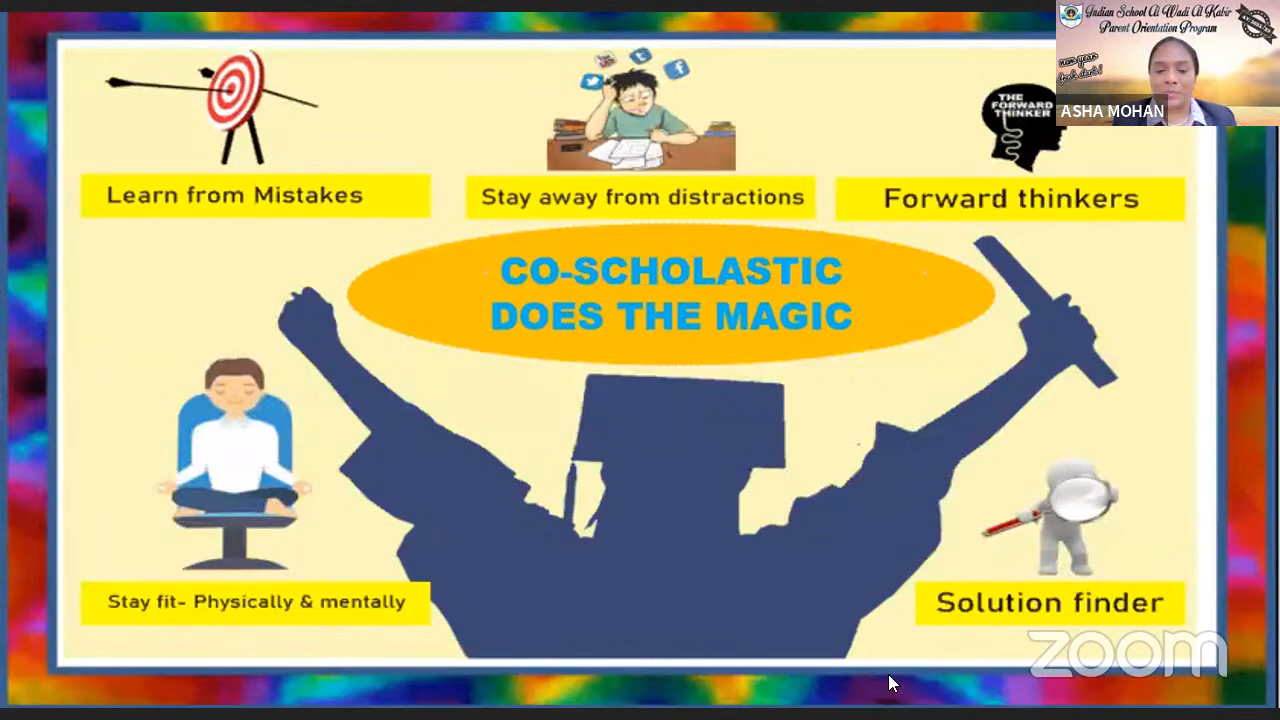 Indian School Al Wadi Al Kabir
Parent Orientation Program
ASHA MOHAN
THE
FORWARD
THINKER
Learn from Mistakes
Stay away from distractions
Forward thinkers
CO-SCHOLASTIC
DOES THE MAGIC
Stay fit- Physically & mentally
Solution finder
zoom